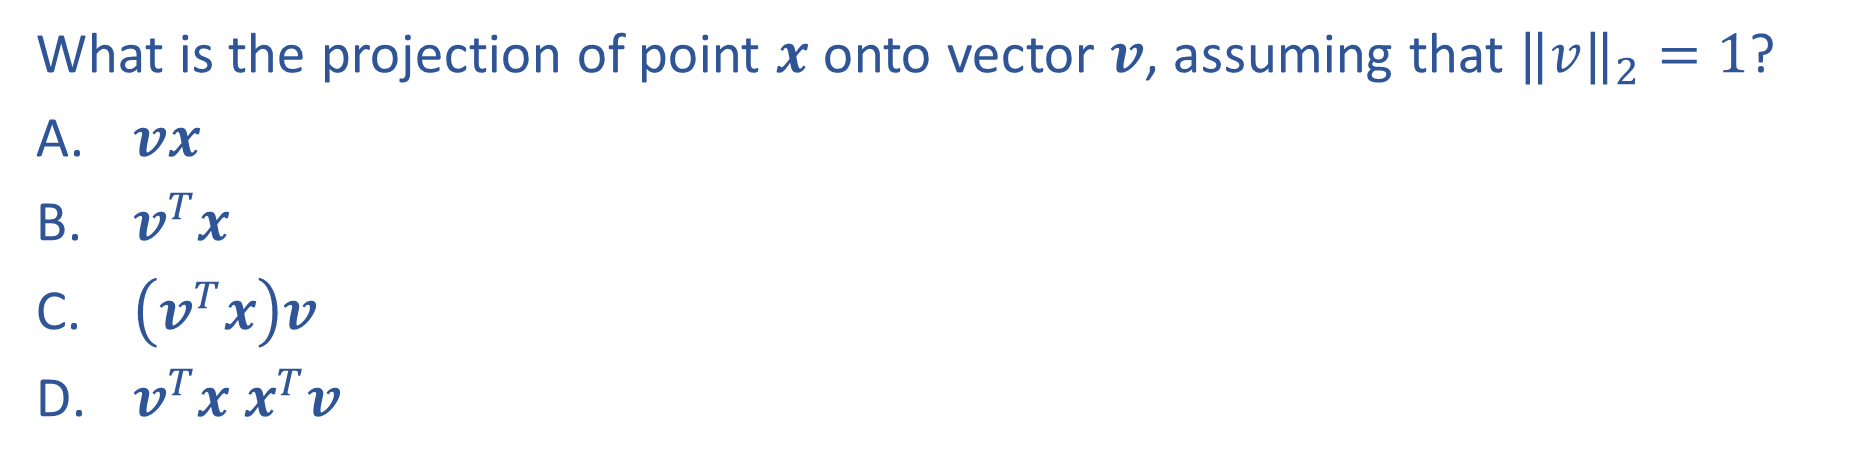 What is the projection of point 𝒙 onto vector 𝒗, assuming that ‖𝑣‖₂ = 1?
A. 𝒗𝒙
B. 𝒗ᵀ𝒙
C. (𝒗ᵀ𝒙)𝒗
D. 𝒗ᵀ𝒙 𝒙ᵀ𝒗